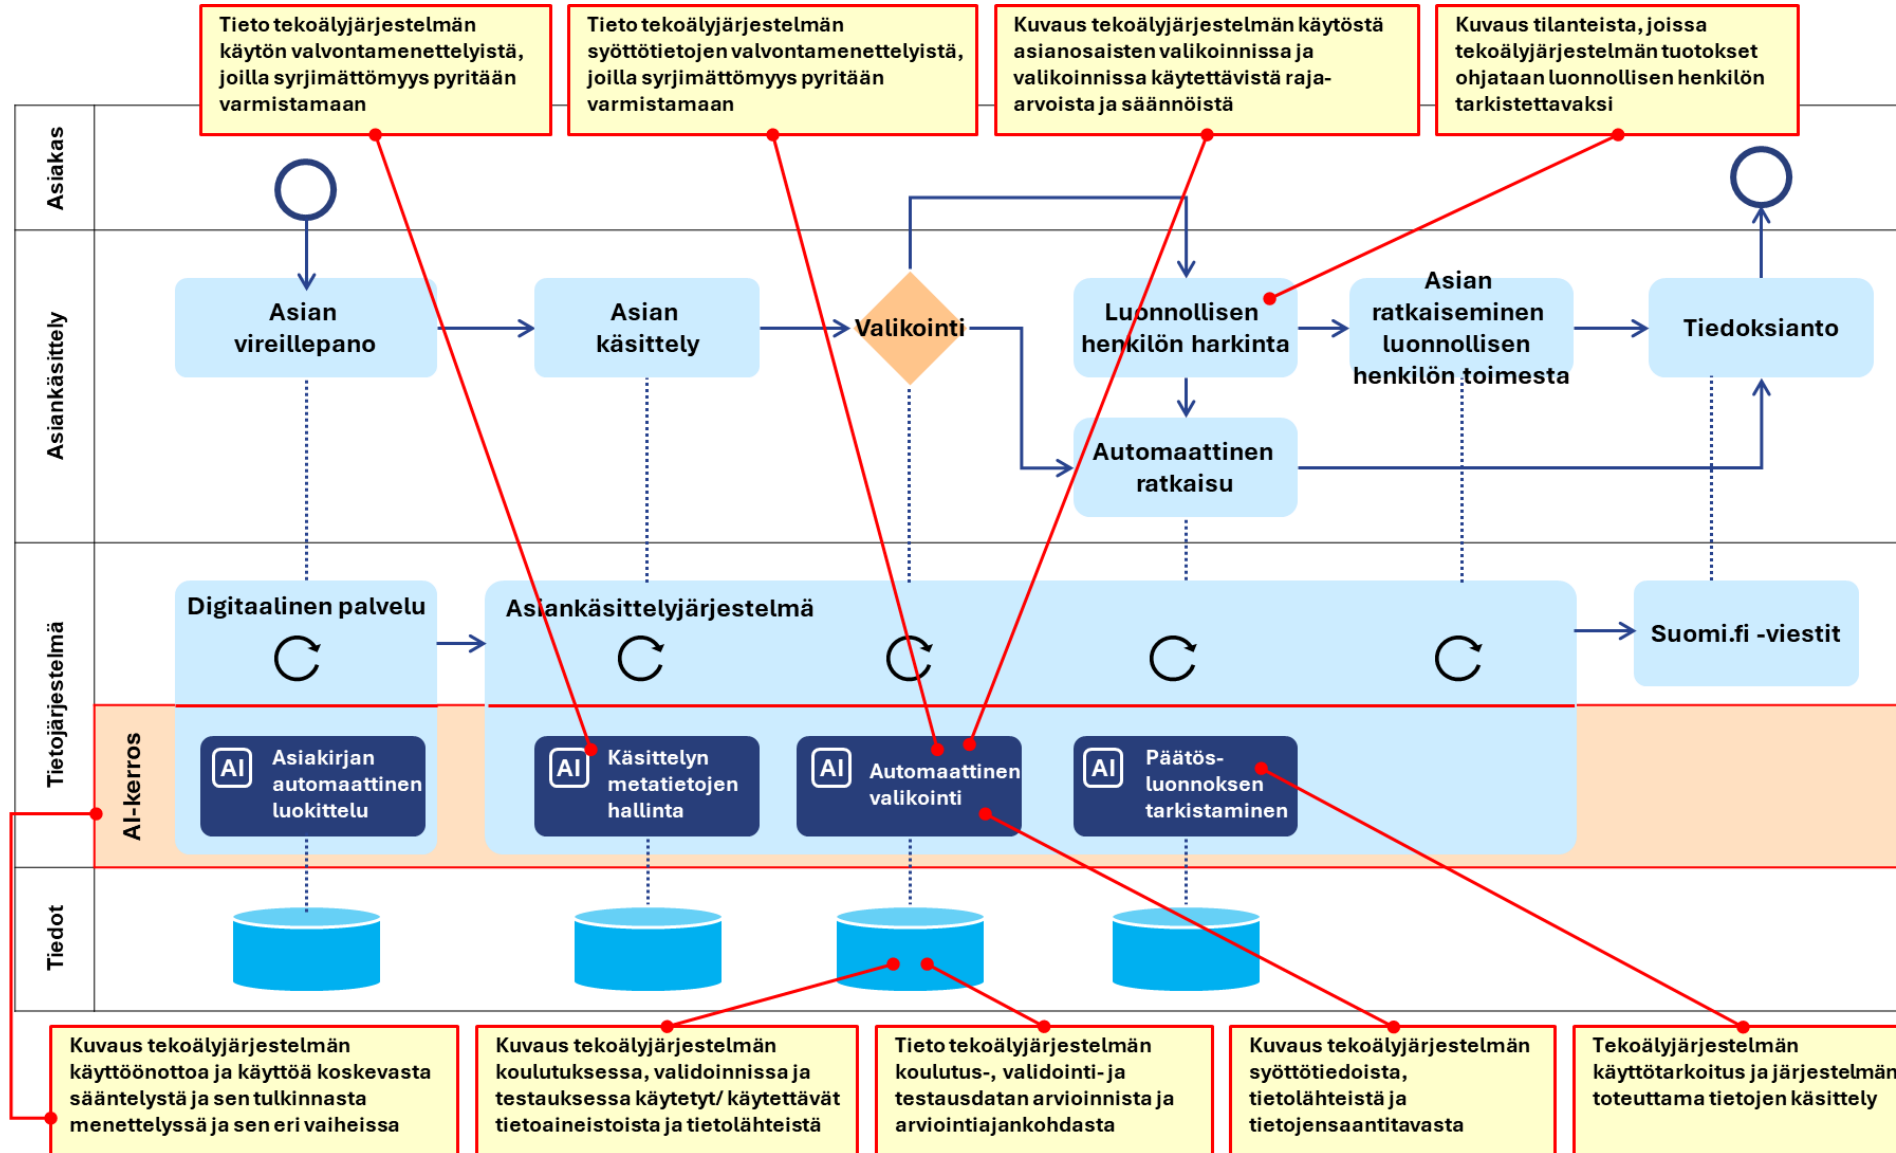 Tieto tekoälyjärjestelmän
käytön valvontamenettelyistä,
joilla syrjimättömyys pyritään
varmistamaan
Tieto tekoälyjärjestelmän
syöttötietojen valvontamenettelyistä,
joilla syrjimättömyys pyritään
varmistamaan
Kuvaus tekoälyjärjestelmän käytöstä
asianosaisten valikoinnissa ja
valikoinnissa käytettävistä raja-
arvoista ja säännöistä
Kuvaus tilanteista, joissa
tekoälyjärjestelmän tuotokset
ohjataan luonnollisen henkilön
tarkistettavaksi
Asiakas
Asiankäsittely
Asian
vireillepano
Asian
käsittely
Valikointi
Luonnollisen
henkilön harkinta
Asian
ratkaiseminen
luonnollisen
henkilön toimesta
Tiedoksianto
Automaattinen
ratkaisu
Tietojärjestelmä
Digitaalinen palvelu
Asiankäsittelyjärjestelmä
Suomi.fi -viestit
AI-kerros
AI
Asiakirjan
automaattinen
luokittelu
AI
Käsittelyn
metatietojen
hallinta
AI
Automaattinen
valikointi
AI
Päätös-
luonnoksen
tarkistaminen
Tiedot
Kuvaus tekoälyjärjestelmän
käyttöönottoa ja käyttöä koskevasta
sääntelystä ja sen tulkinnasta
menettelyssä ja sen eri vaiheissa
Kuvaus tekoälyjärjestelmän
koulutuksessa, validoinnissa ja
testauksessa käytetyt/ käytettävät
tietoaineistoista ja tietolähteistä
Tieto tekoälyjärjestelmän
koulutus-, validointi- ja
testausdatan arvioinnista ja
arviointiajankohdasta
Kuvaus tekoälyjärjestelmän
syöttötiedoista,
tietolähteistä ja
tietojensaantitavasta
Tekoälyjärjestelmän
käyttötarkoitus ja järjestelmän
toteuttama tietojen käsittely